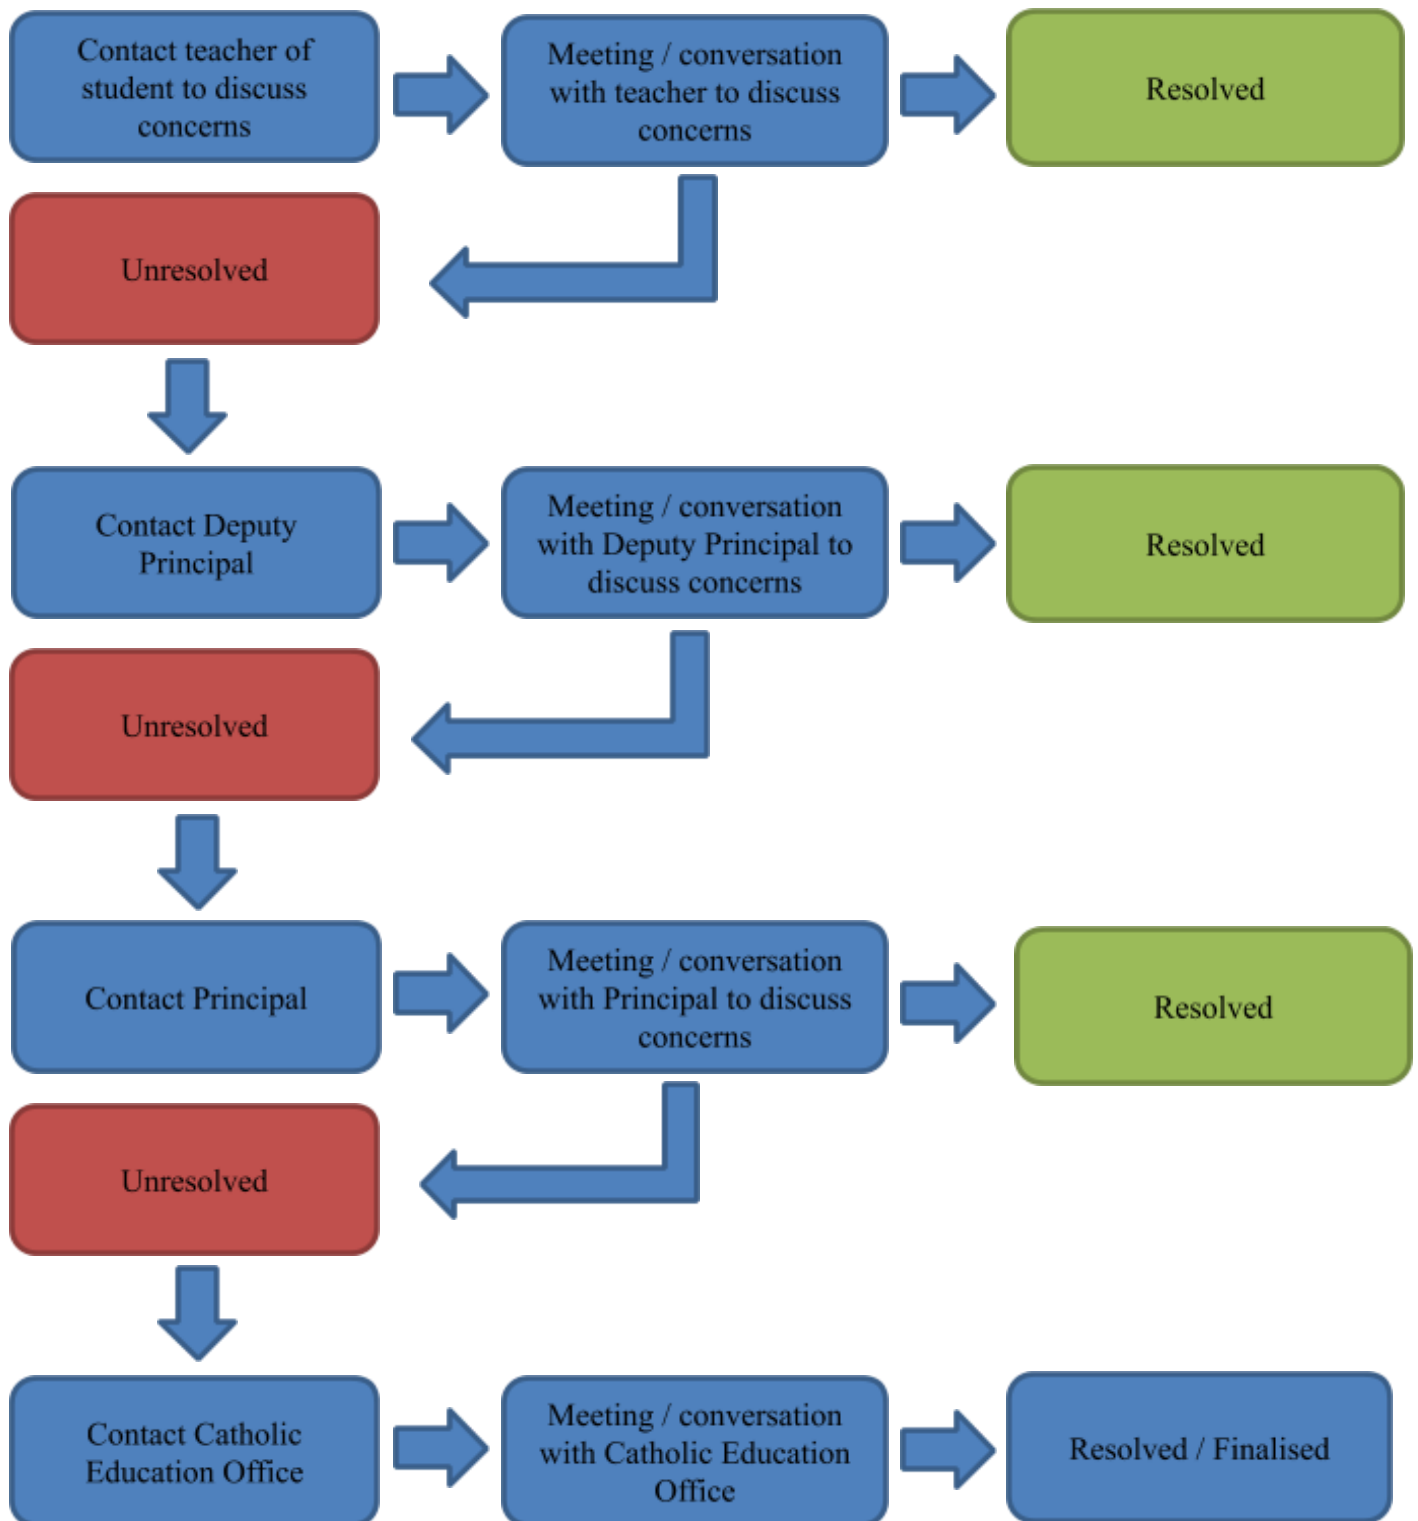 Contact teacher of
student to discuss
concerns
Meeting / conversation
with teacher to discuss
concerns
Resolved
Unresolved
Contact Deputy
Principal
Meeting / conversation
with Deputy Principal to
discuss concerns
Resolved
Unresolved
Contact Principal
Meeting / conversation
with Principal to discuss
concerns
Resolved
Unresolved
Contact Catholic
Education Office
Meeting / conversation
with Catholic Education
Office
Resolved / Finalised